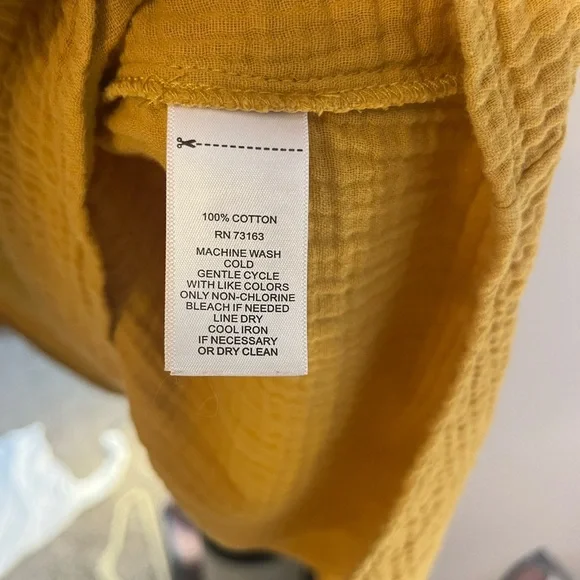 100% COTTON
RN 73163
MACHINE WASH
COLD
GENTLE CYCLE
WITH LIKE COLORS
ONLY NON-CHLORINE
BLEACH IF NEEDED
LINE DRY
COOL IRON
IF NECESSARY
OR DRY CLEAN